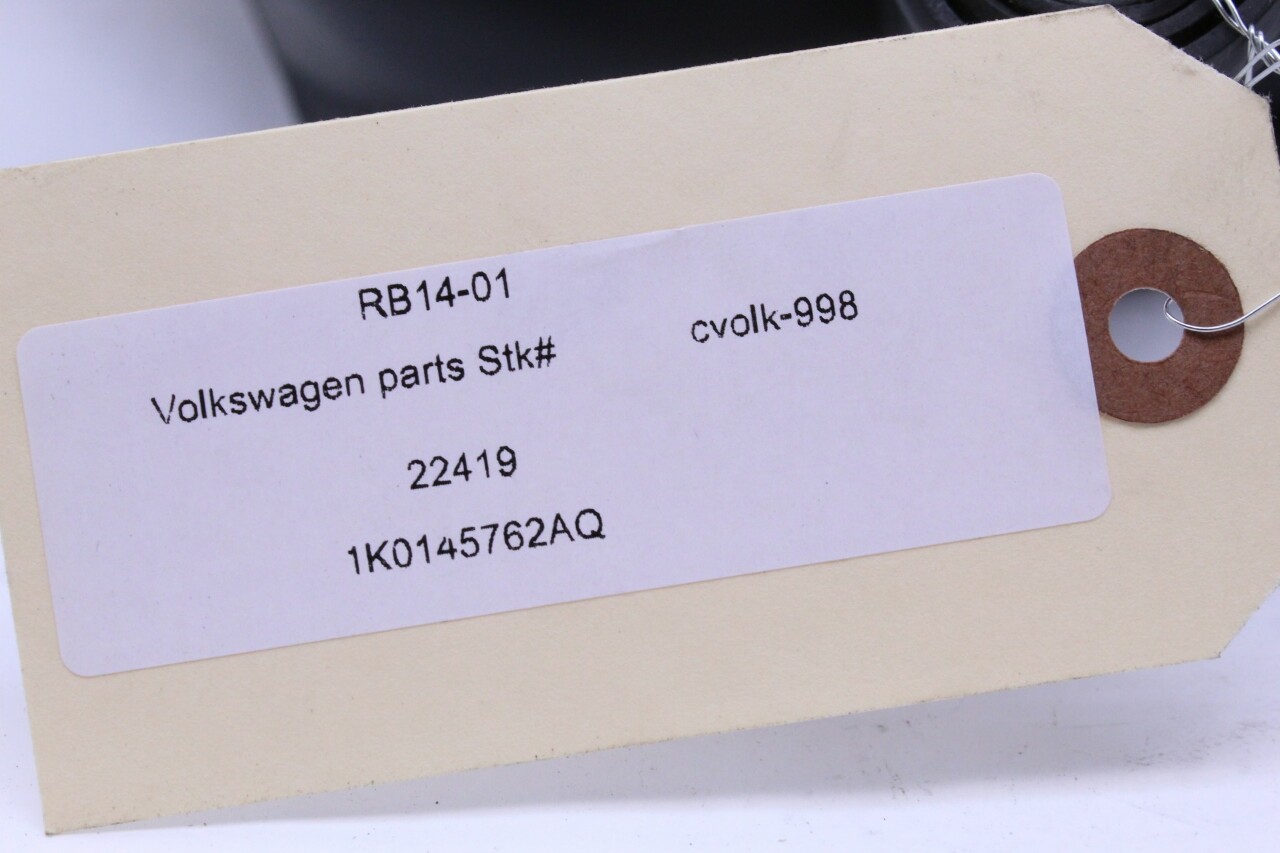 RB14-01
Volkswagen parts Stk# cvolk-998
22419
1K0145762AQ